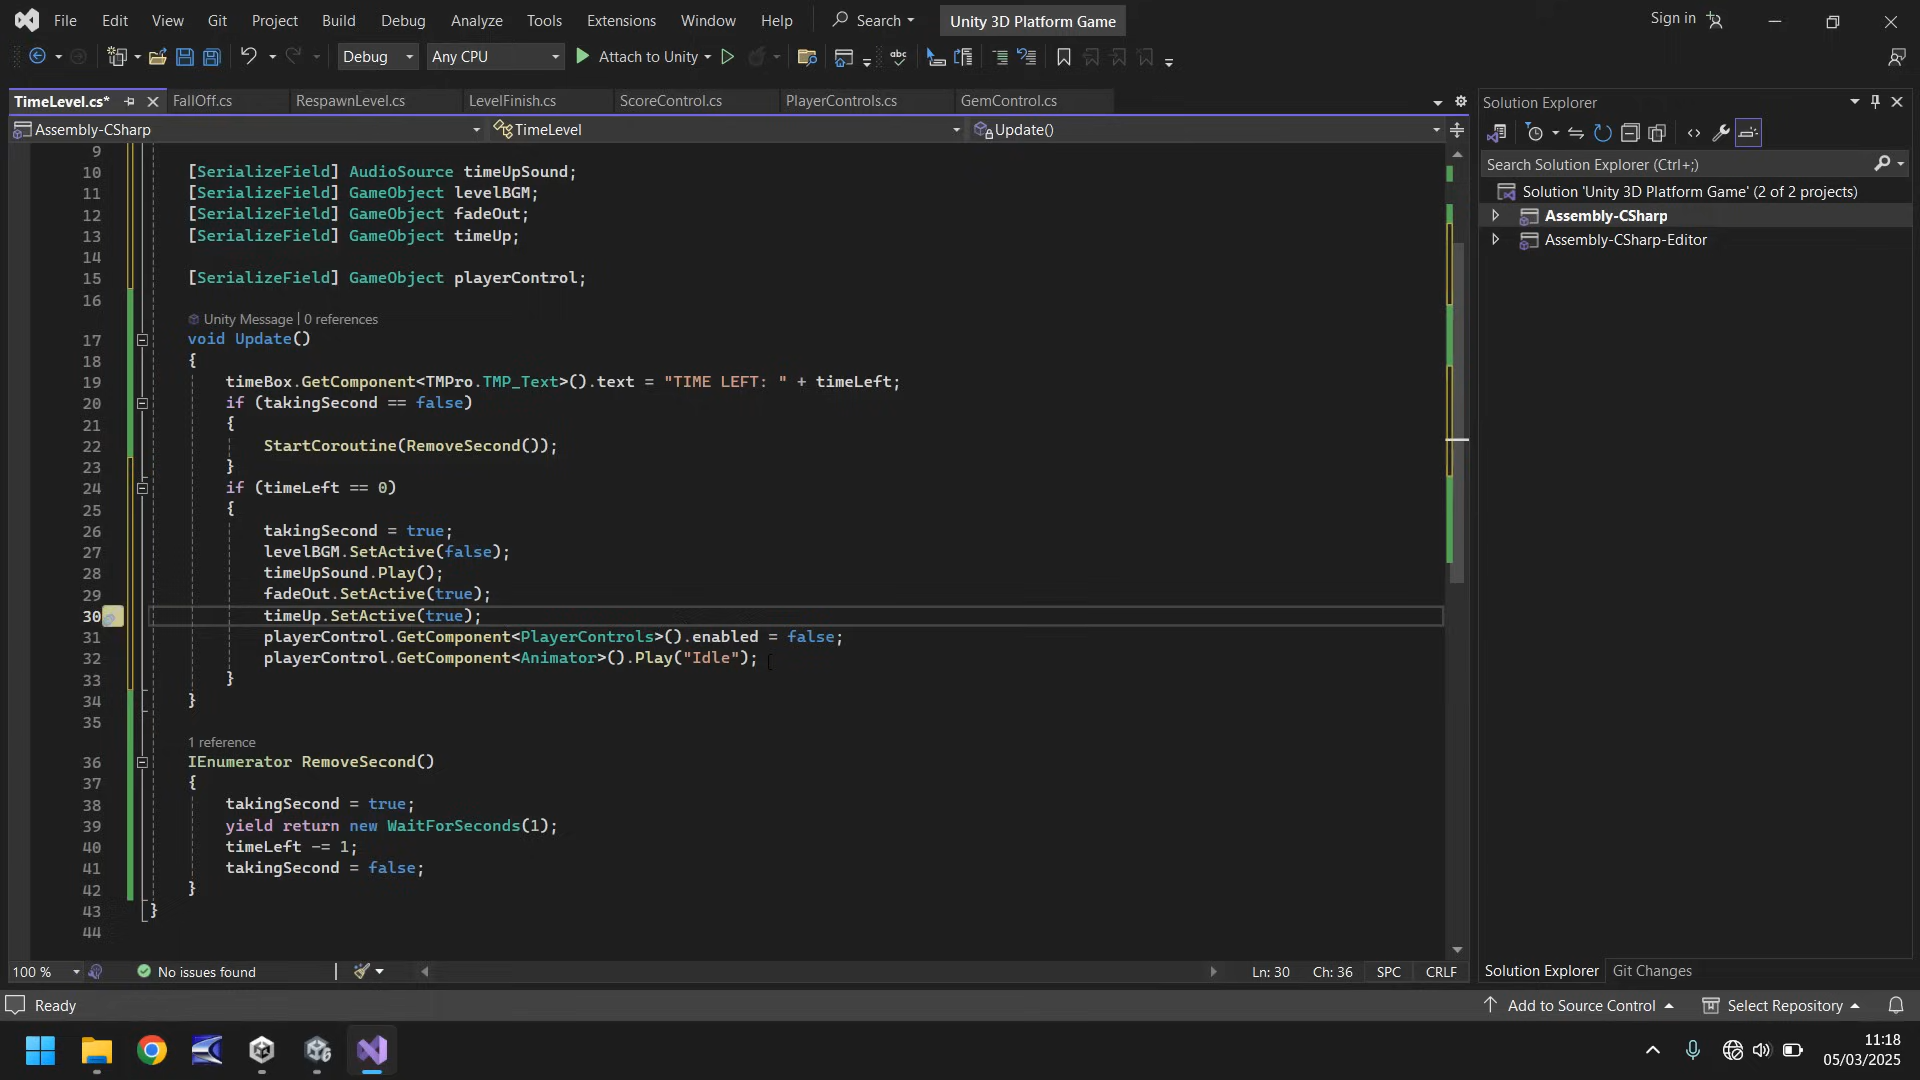 File Edit View Git Project Build Debug Analyze Tools Extensions Window Help Search Unity 3D Platform Game Sign in
Debug Any CPU Attach to Unity
TimeLevel.cs* FallOff.cs RespawnLevel.cs LevelFinish.cs ScoreControl.cs PlayerControls.cs GemControl.cs
Assembly-CSharp TimeLevel Update()
9
10 [SerializeField] AudioSource timeUpSound;
11 [SerializeField] GameObject levelBGM;
12 [SerializeField] GameObject fadeOut;
13 [SerializeField] GameObject timeUp;
14
15 [SerializeField] GameObject playerControl;
16
Unity Message | 0 references
17 void Update()
18 {
19 timeBox.GetComponent<TMPro.TMP_Text>().text = "TIME LEFT: " + timeLeft;
20 if (takingSecond == false)
21 {
22 StartCoroutine(RemoveSecond());
23 }
24 if (timeLeft == 0)
25 {
26 takingSecond = true;
27 levelBGM.SetActive(false);
28 timeUpSound.Play();
29 fadeOut.SetActive(true);
30 timeUp.SetActive(true);
31 playerControl.GetComponent<PlayerControls>().enabled = false;
32 playerControl.GetComponent<Animator>().Play("Idle");
33 }
34 }
35
1 reference
36 IEnumerator RemoveSecond()
37 {
38 takingSecond = true;
39 yield return new WaitForSeconds(1);
40 timeLeft -= 1;
41 takingSecond = false;
42 }
43 }
44
100 % No issues found Ln: 30 Ch: 36 SPC CRLF
Solution Explorer
Search Solution Explorer (Ctrl+;)
Solution 'Unity 3D Platform Game' (2 of 2 projects)
Assembly-CSharp
Assembly-CSharp-Editor
Solution Explorer Git Changes
Ready Add to Source Control Select Repository
11:18
05/03/2025